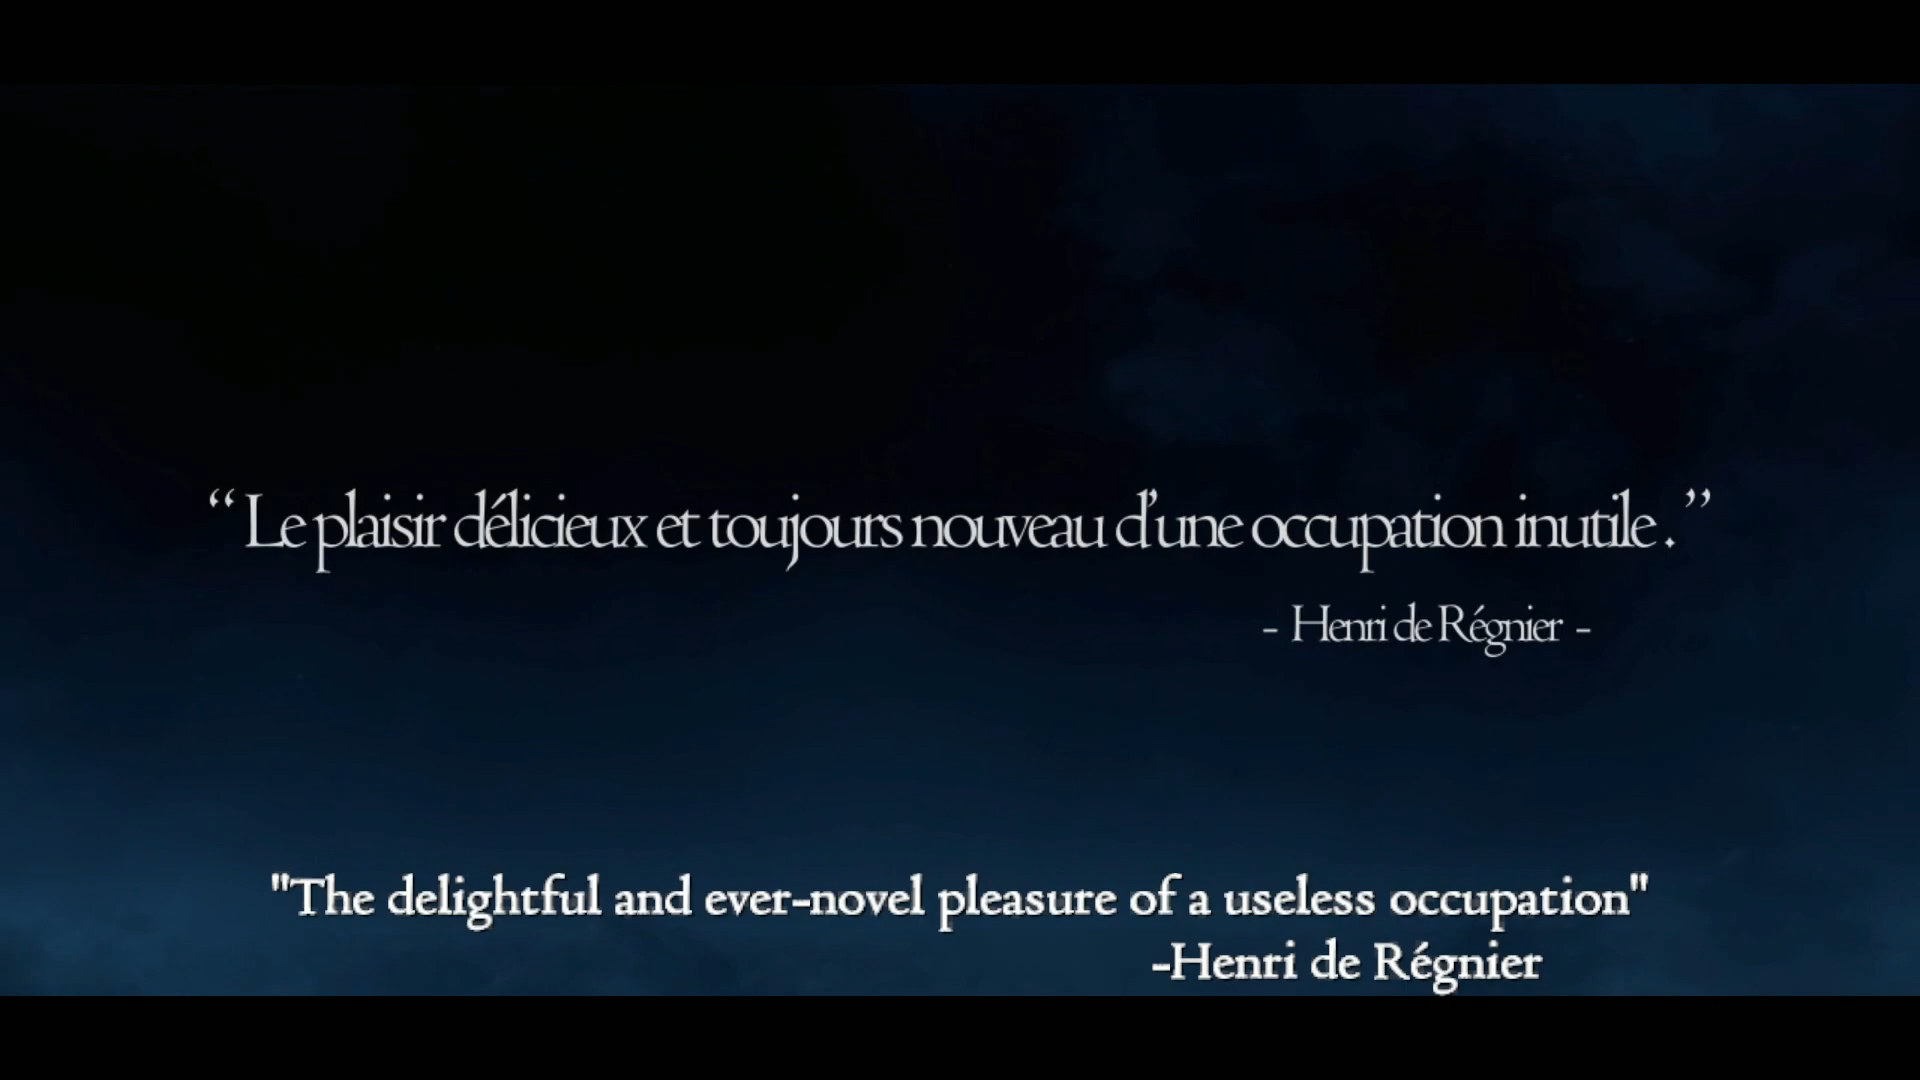 “Le plaisir délicieux et toujours nouveau d’une occupation inutile.”
- Henri de Régnier -
"The delightful and ever-novel pleasure of a useless occupation"
-Henri de Régnier